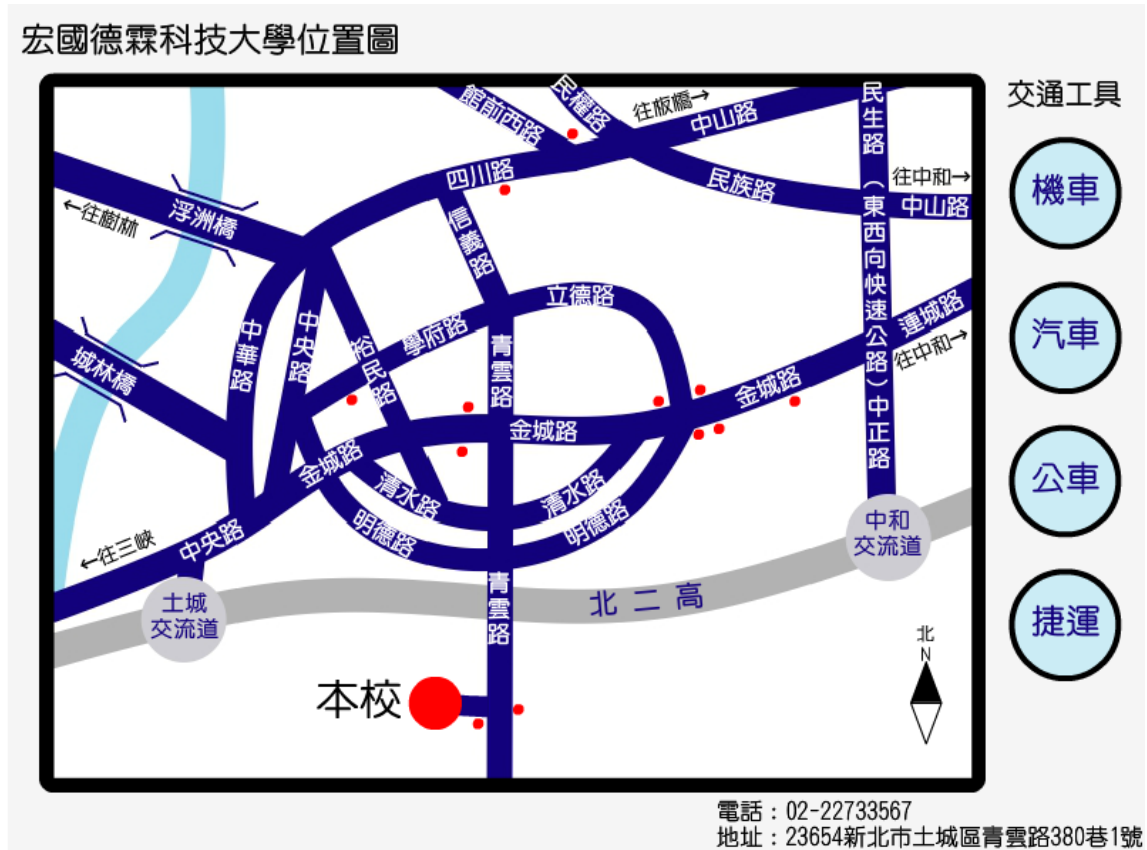 宏國德霖科技大學位置圖
交通工具
機車
汽車
公車
捷運
館前西路
民權路
往板橋→
中山路
民生路（東西向快速公路）中正路
四川路
民族路
往中和→
中山路
浮洲橋
←往樹林
信義路
立德路
連城路
往中和→
中華路
中央路
裕民路
學府路
青雲路
城林橋
金城路
金城路
金城路
清水路
清水路
明德路
明德路
中央路
←往三峽
中和
交流道
土城
交流道
青雲路
北二高
北
N
本校
電話：02-22733567
地址：23654新北市土城區青雲路380巷1號